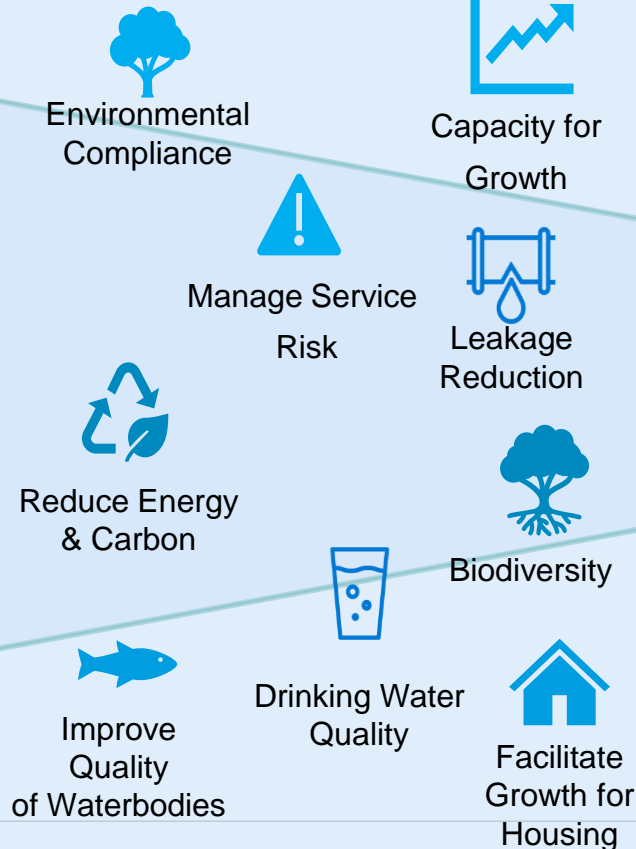 Environmental
Compliance
Capacity for
Growth
Manage Service
Risk
Leakage
Reduction
Reduce Energy
& Carbon
Biodiversity
Drinking Water
Quality
Improve
Quality
of Waterbodies
Facilitate
Growth for
Housing